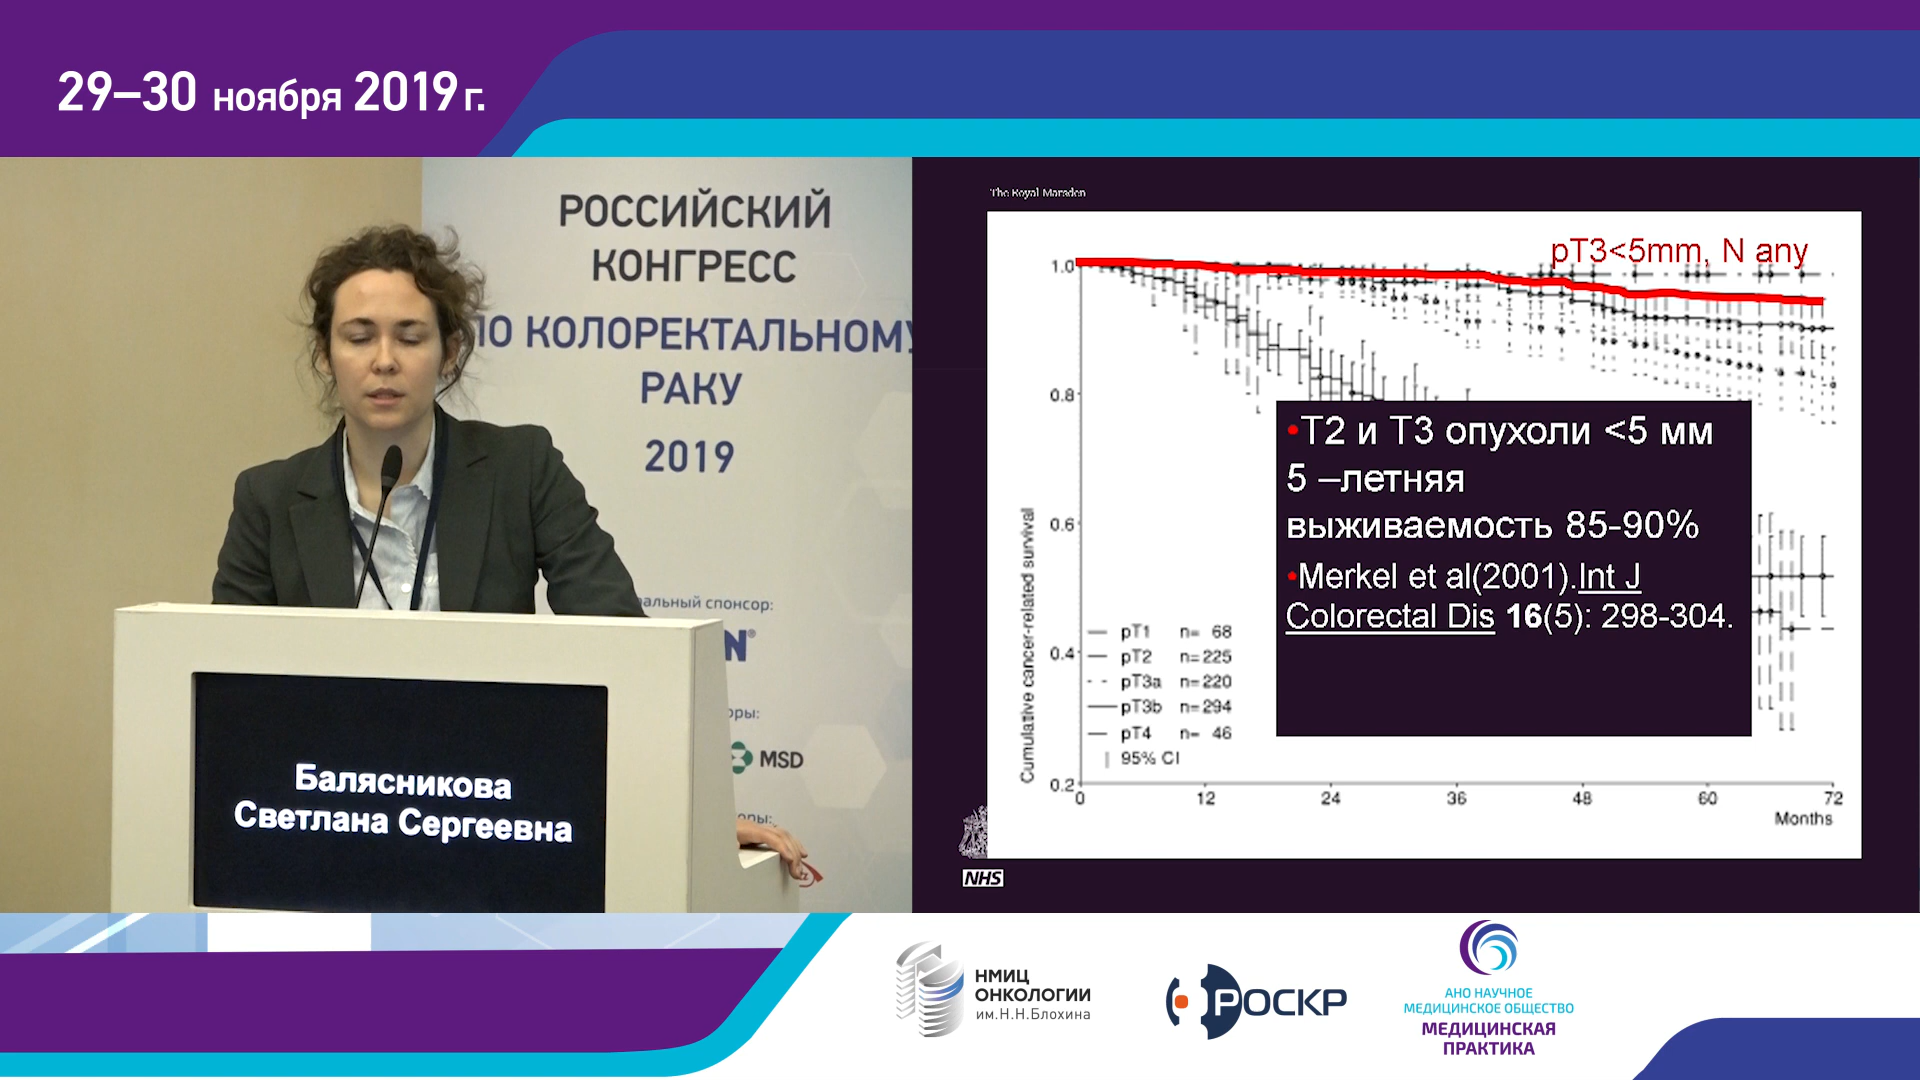 29–30 ноября 2019 г.
РОССИЙСКИЙ
КОНГРЕСС
ПО КОЛОРЕКТАЛЬНОМУ
РАКУ
2019
альный спонсор:
N®
оры:
MSD
оры:
Балясникова
Светлана Сергеевна
The Royal Marsden
pT3<5mm, N any
1.0
0.8
0.6
0.4
0.2
Cumulative cancer-related survival
•Т2 и Т3 опухоли <5 мм
5 –летняя
выживаемость 85-90%
•Merkel et al(2001).Int J
Colorectal Dis 16(5): 298-304.
pT1 n= 68
pT2 n=225
pT3a n=220
pT3b n=294
pT4 n= 46
95% CI
0 12 24 36 48 60 72
Months
NHS
НМИЦ
ОНКОЛОГИИ
им.Н.Н.Блохина
РОСКР
АНО НАУЧНОЕ
МЕДИЦИНСКОЕ ОБЩЕСТВО
МЕДИЦИНСКАЯ
ПРАКТИКА